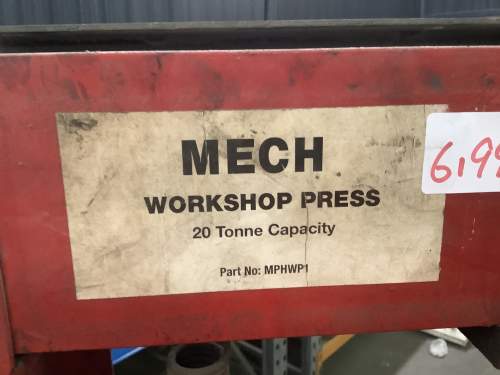 MECH
WORKSHOP PRESS
20 Tonne Capacity
Part No: MPHWP1